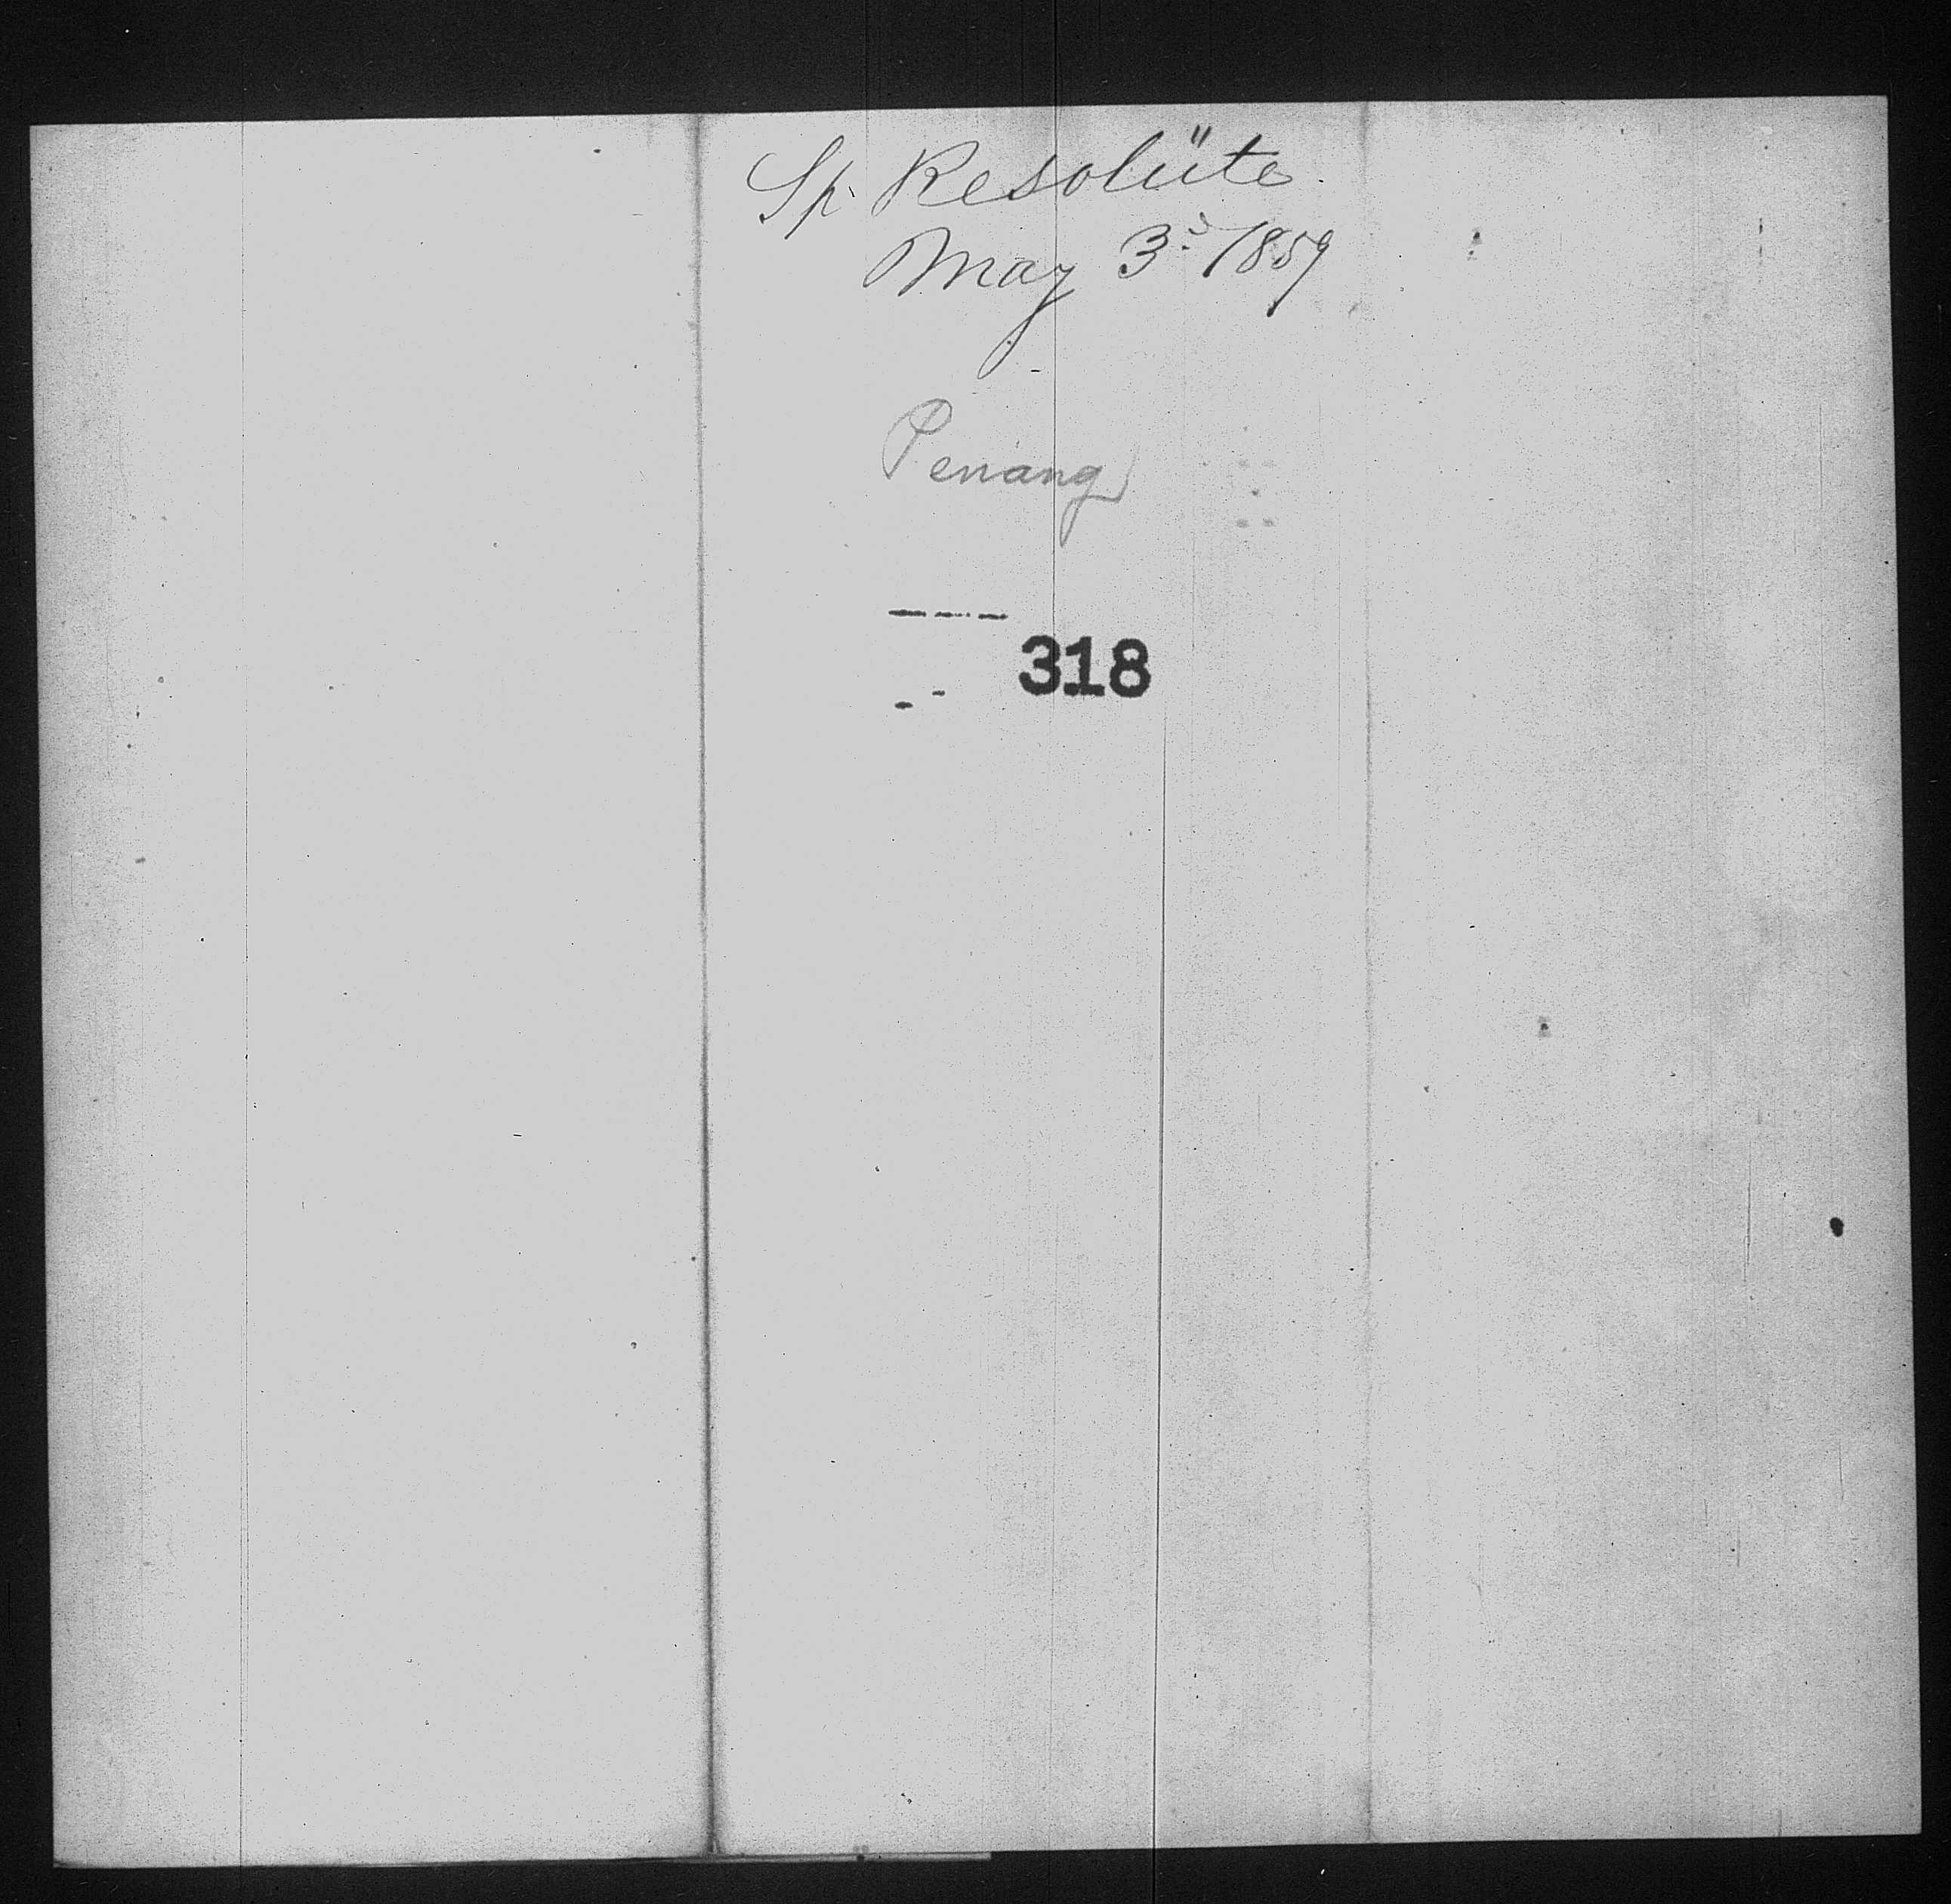 Sp. Resolüte.
May 3d 1859
Penang
318